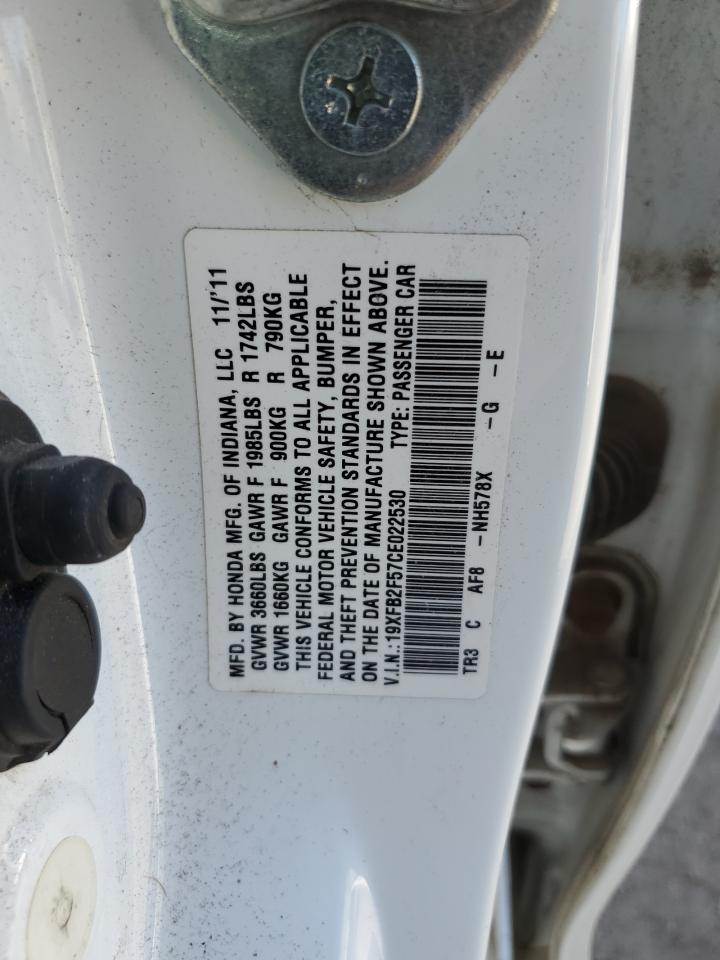 MFD. BY HONDA MFG. OF INDIANA, LLC 11/'11
GVWR 3660LBS GAWR F 1985LBS R 1742LBS
GVWR 1660KG GAWR F 900KG R 790KG
THIS VEHICLE CONFORMS TO ALL APPLICABLE
FEDERAL MOTOR VEHICLE SAFETY, BUMPER,
AND THEFT PREVENTION STANDARDS IN EFFECT
ON THE DATE OF MANUFACTURE SHOWN ABOVE.
V.I.N.:19XFB2F57CE022530 TYPE: PASSENGER CAR
TR3 C AF8 -NH578X -G -E